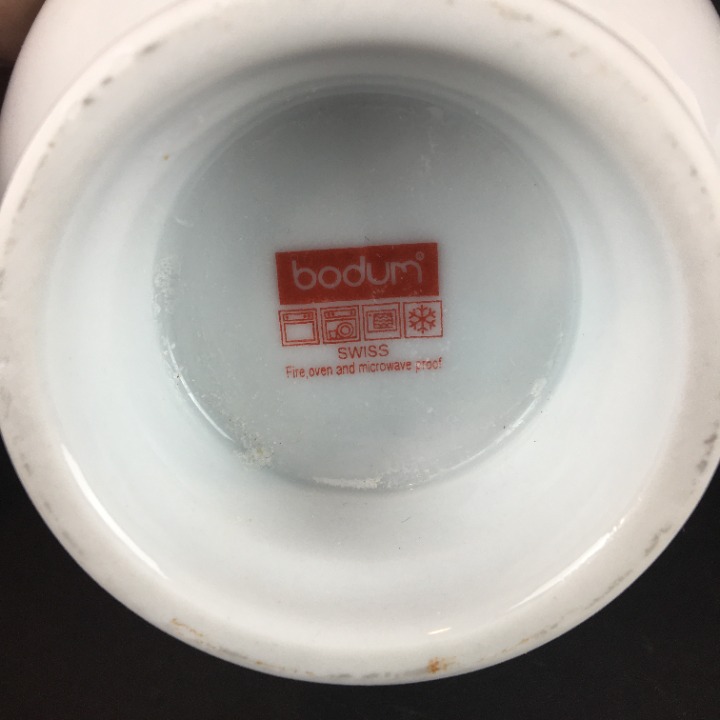 bodum®
SWISS
Fire,oven and microwave proof